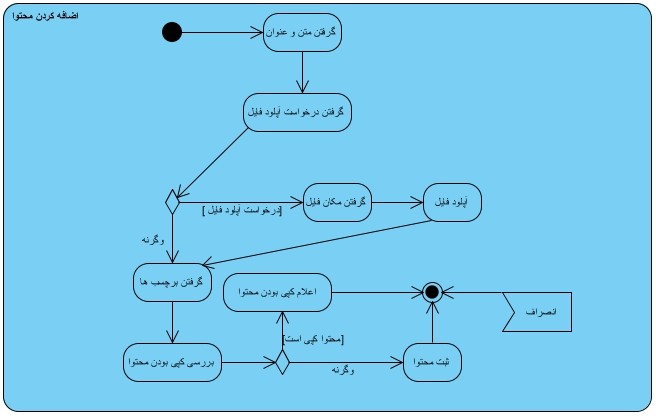 اضافه کردن محتوا
گرفتن متن و عنوان
گرفتن درخواست آپلود فایل
[درخواست آپلود فایل ]
گرفتن مکان فایل
آپلود فایل
وگرنه
گرفتن برچسب ها
اعلام کپی بودن محتوا
انصراف
[محتوا کپی است]
بررسی کپی بودن محتوا
وگرنه
ثبت محتوا